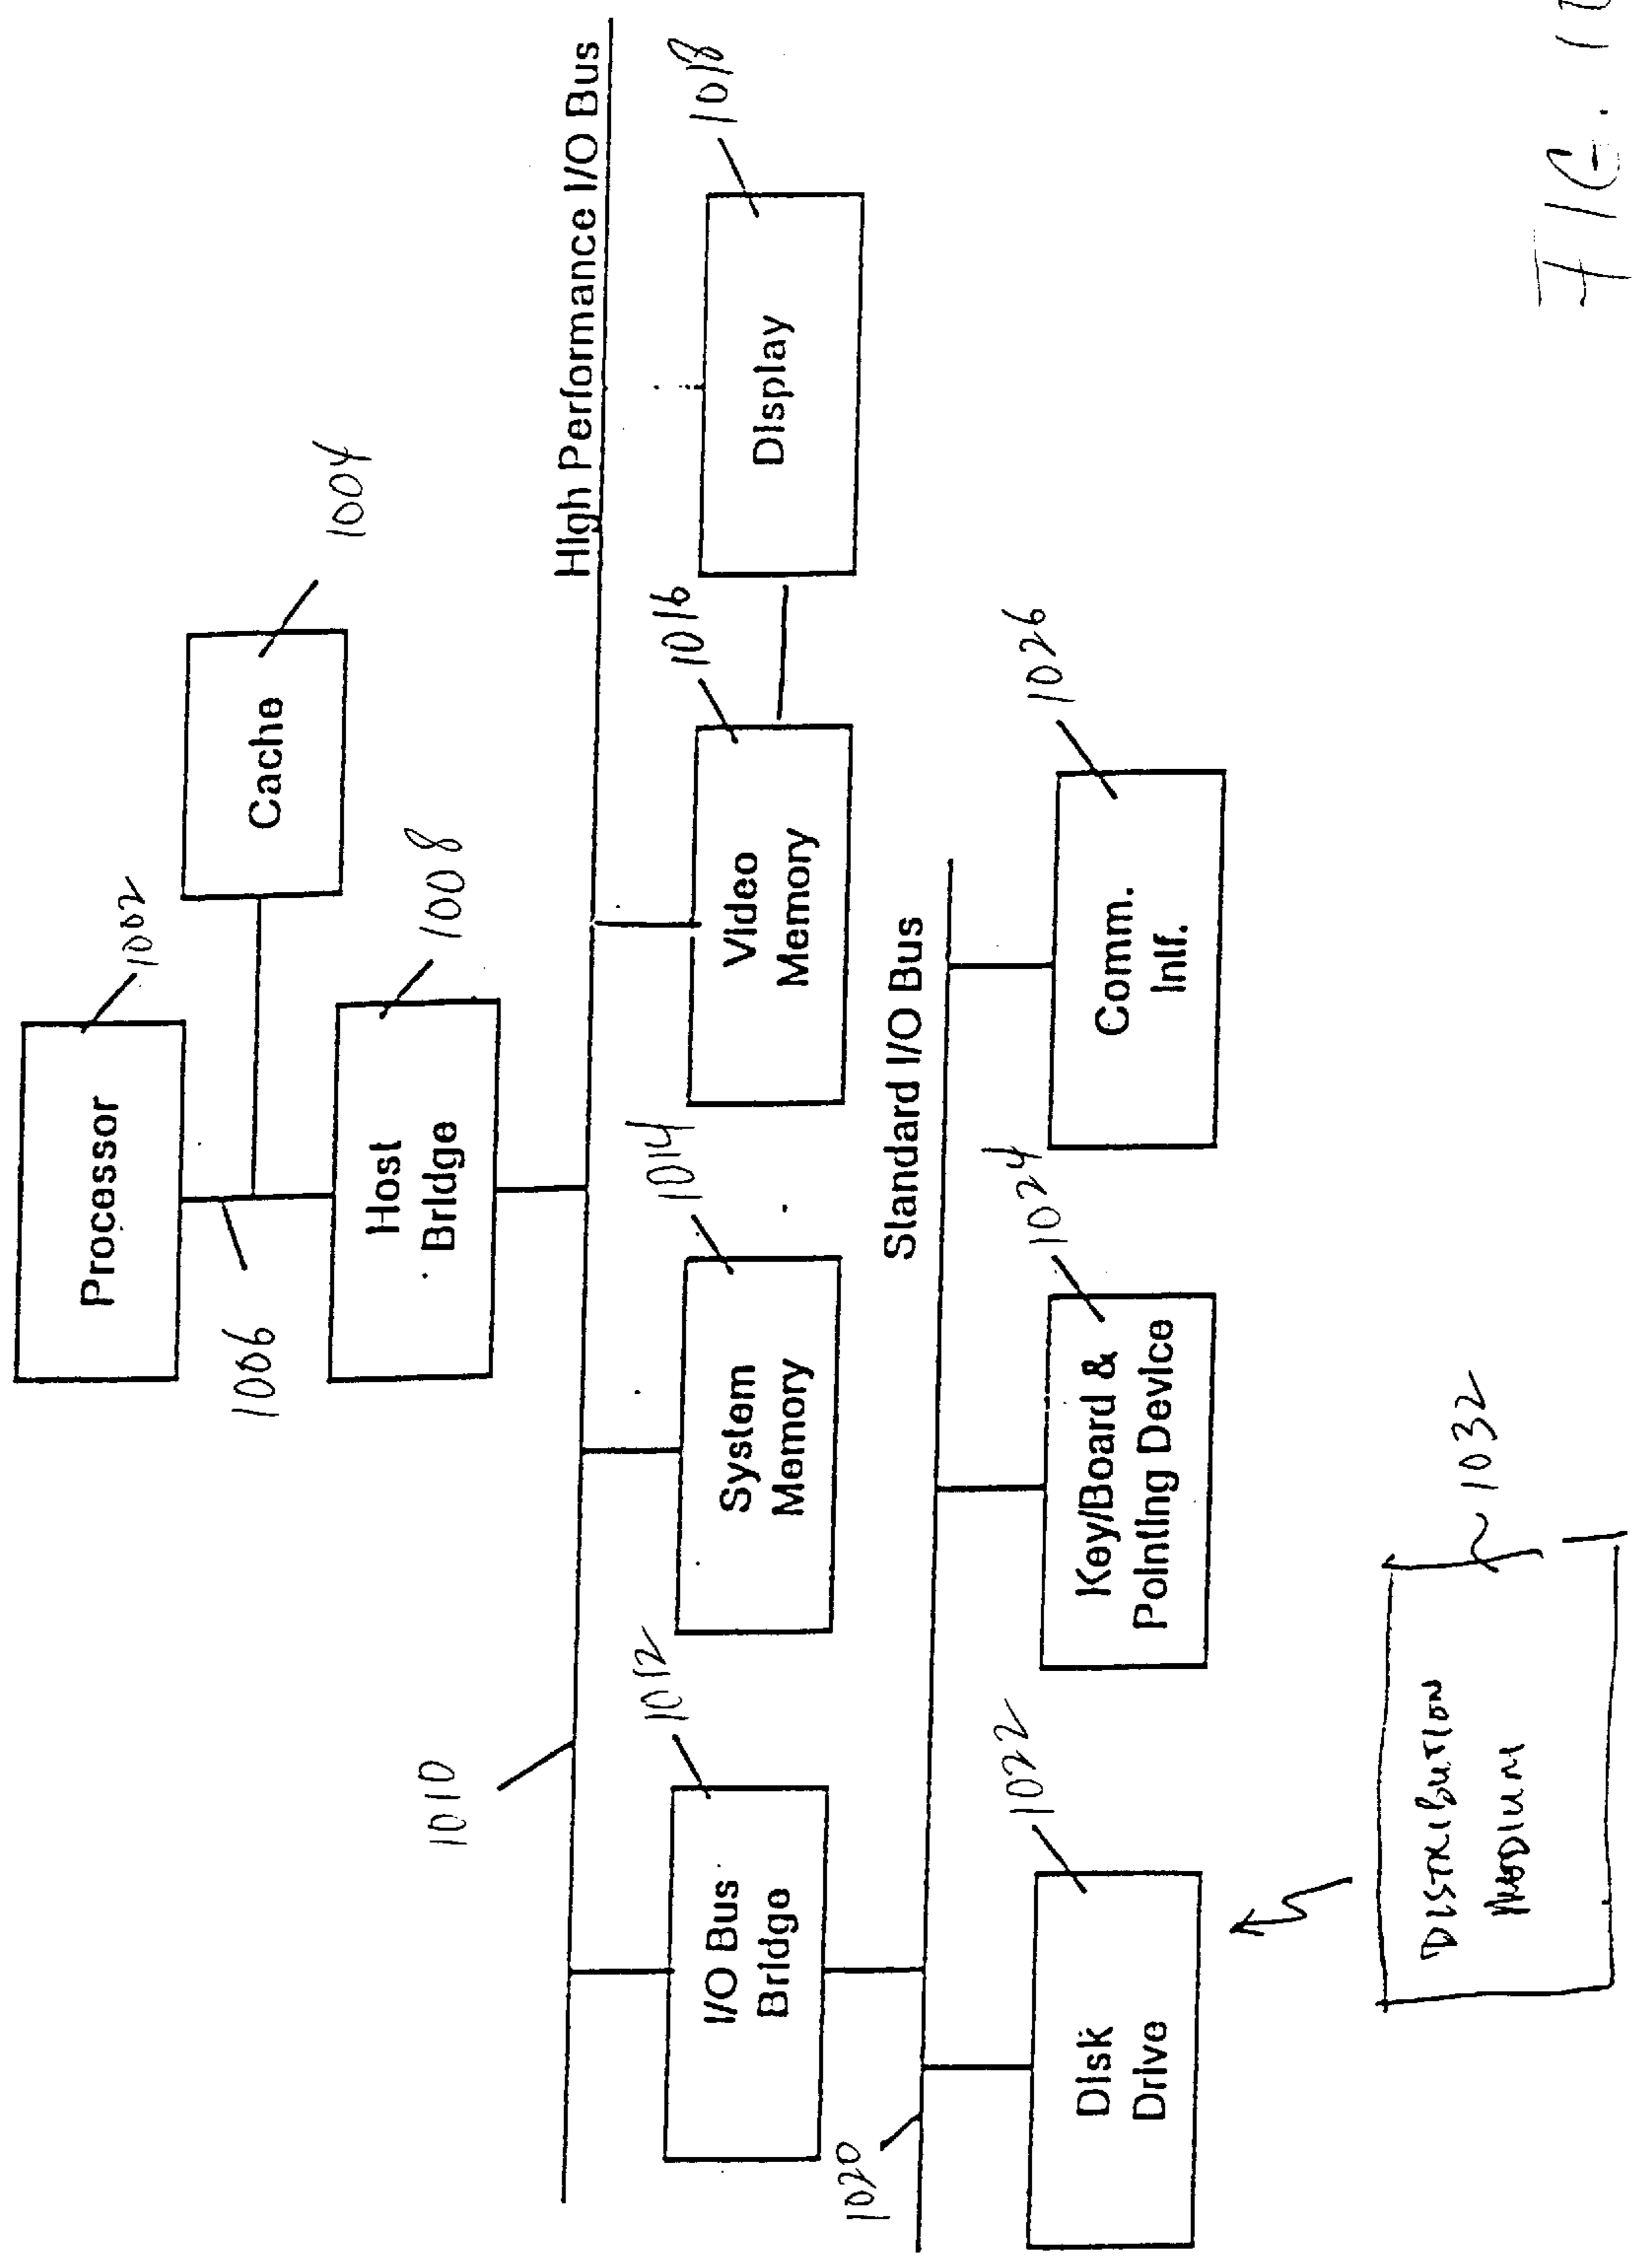 Processor
1002
Cache
1004
1006
Host
Bridge
1008
High Performance I/O Bus
1010
I/O Bus
Bridge
1012
System
Memory
1014
Video
Memory
1016
Display
1018
Standard I/O Bus
1020
Disk
Drive
1022
Key/Board &
Pointing Device
1024
Comm.
Intf.
1026
DISTRIBUTION
MEDIUM
1032
FIG.